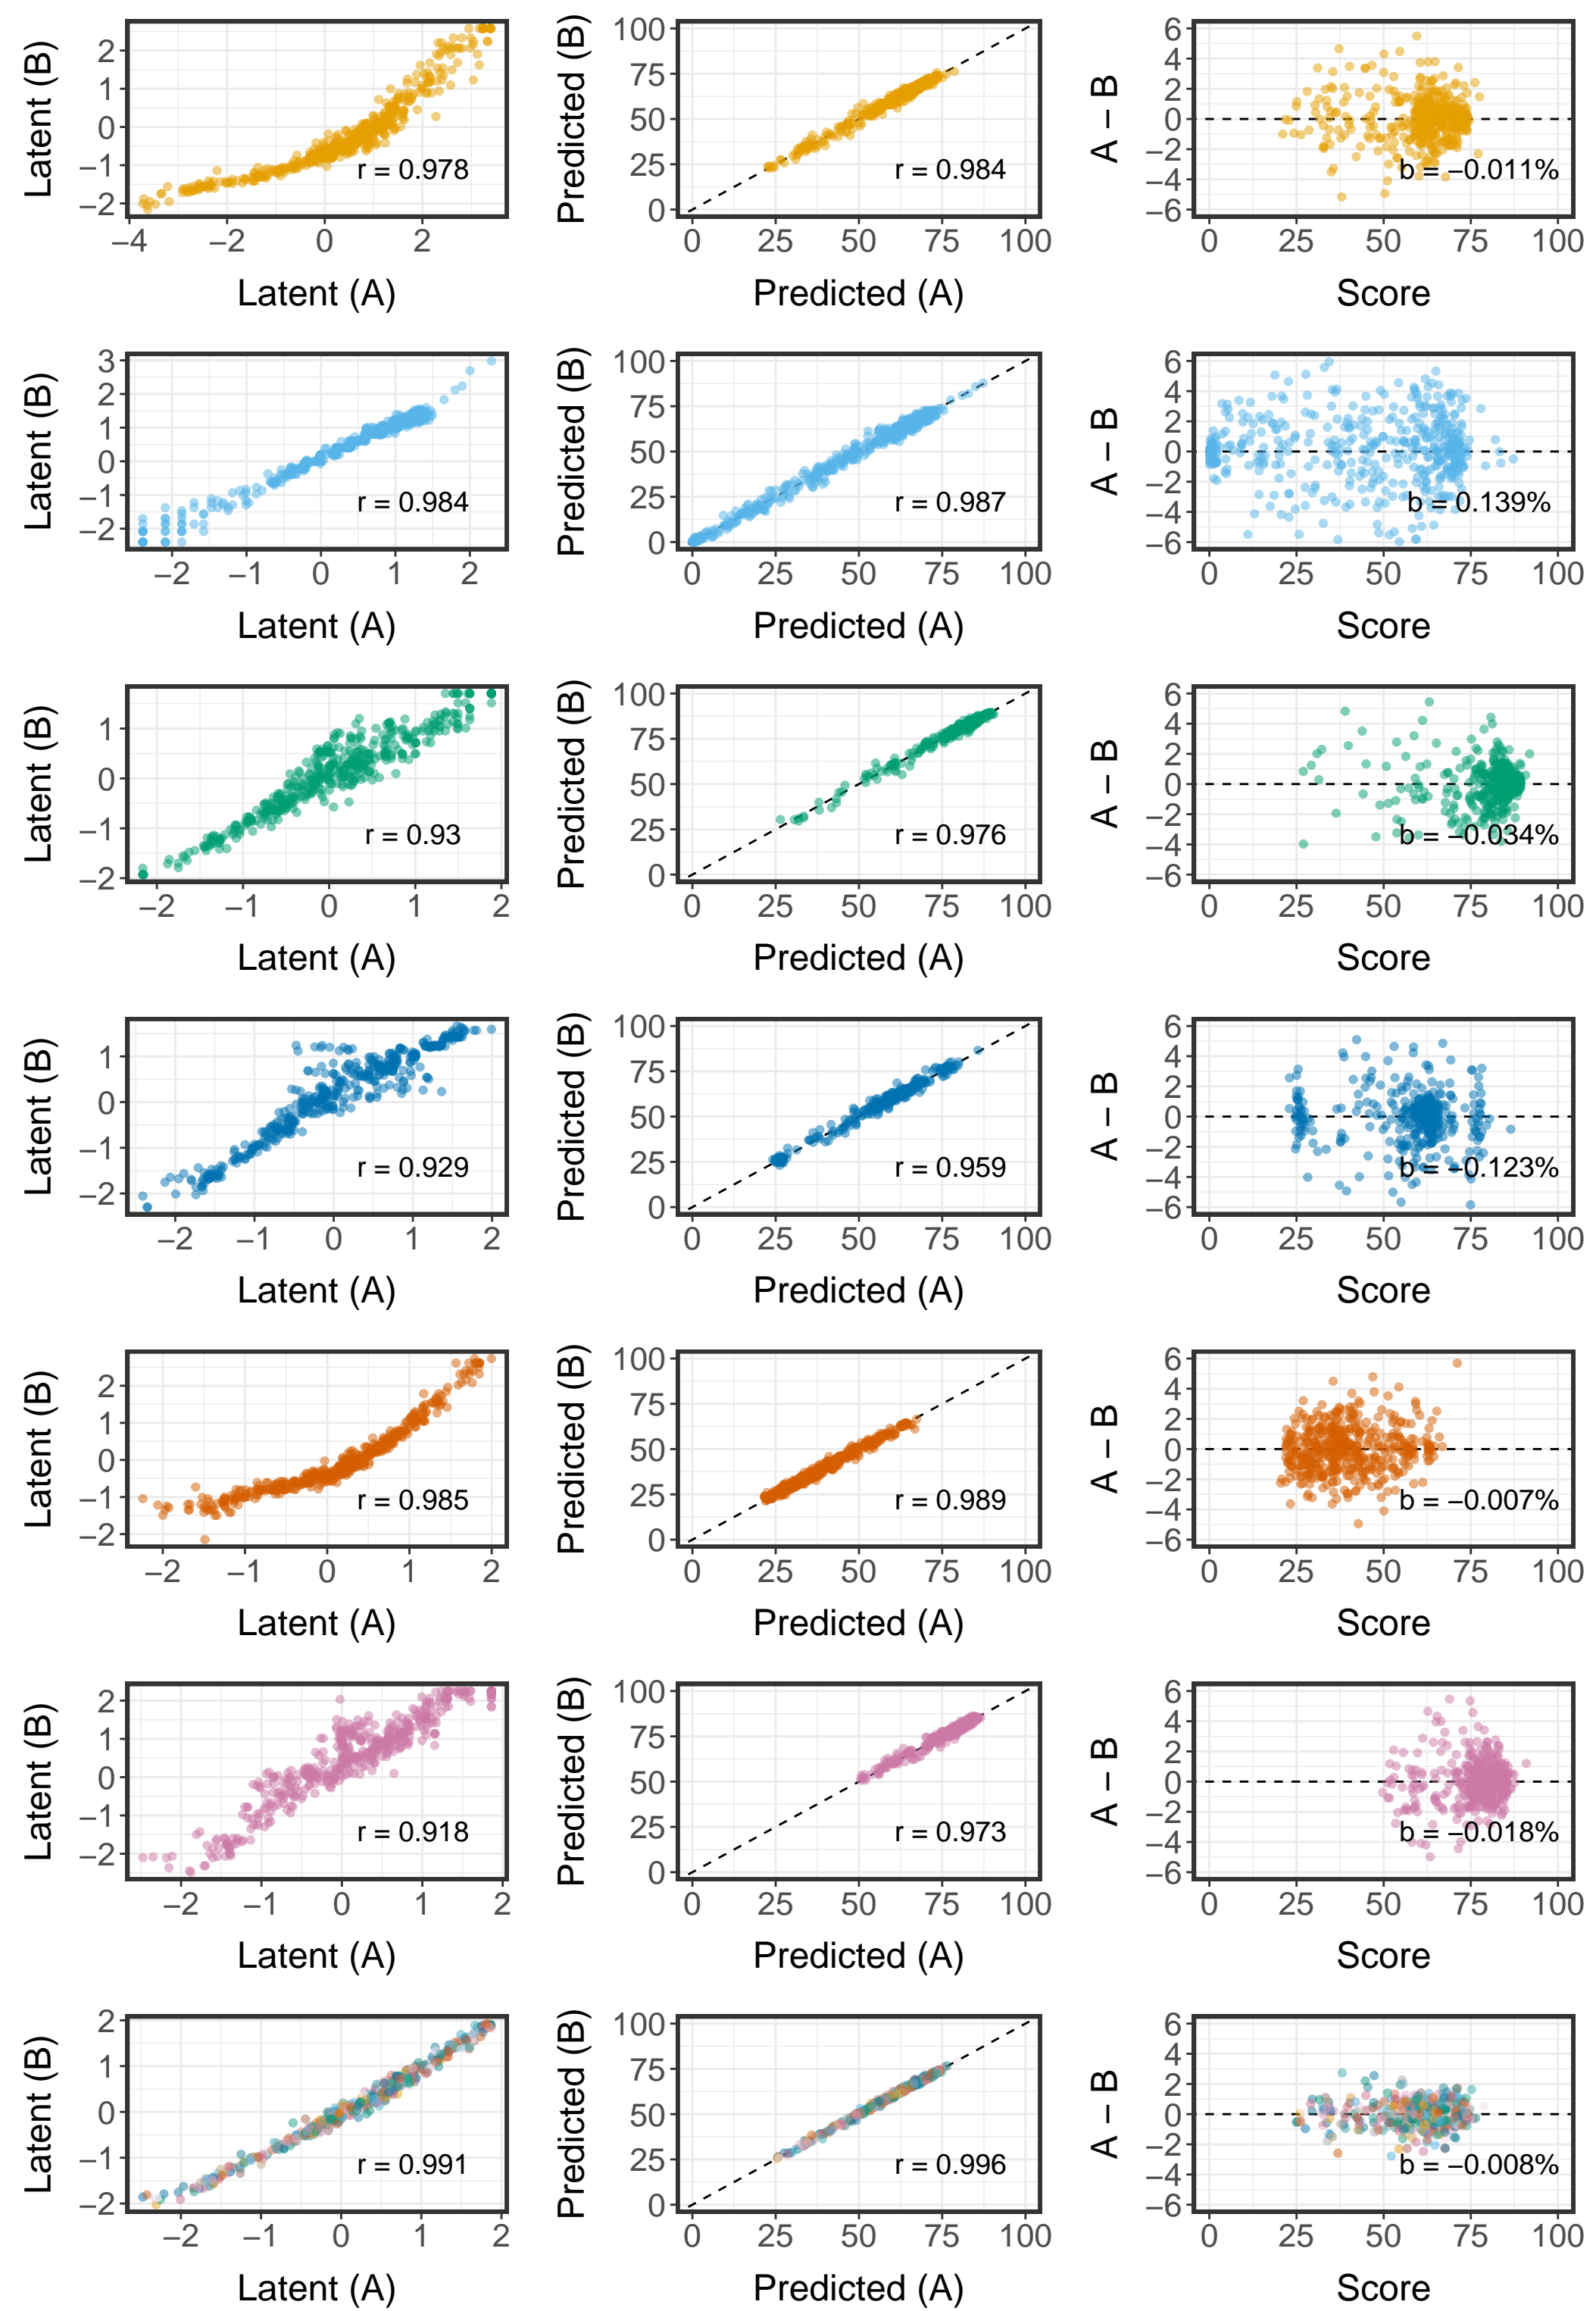 Latent (B)
2
1
0
−1
−2
r = 0.978
−4 −2 0 2
Latent (A)
Predicted (B)
100
75
50
25
0
r = 0.984
0 25 50 75 100
Predicted (A)
A − B
6
4
2
0
−2
−4
−6
b = −0.011%
0 25 50 75 100
Score
Latent (B)
3
2
1
0
−1
−2
r = 0.984
−2 −1 0 1 2
Latent (A)
Predicted (B)
100
75
50
25
0
r = 0.987
0 25 50 75 100
Predicted (A)
A − B
6
4
2
0
−2
−4
−6
b = 0.139%
0 25 50 75 100
Score
Latent (B)
1
0
−1
−2
r = 0.93
−2 −1 0 1 2
Latent (A)
Predicted (B)
100
75
50
25
0
r = 0.976
0 25 50 75 100
Predicted (A)
A − B
6
4
2
0
−2
−4
−6
b = −0.034%
0 25 50 75 100
Score
Latent (B)
1
0
−1
−2
r = 0.929
−2 −1 0 1 2
Latent (A)
Predicted (B)
100
75
50
25
0
r = 0.959
0 25 50 75 100
Predicted (A)
A − B
6
4
2
0
−2
−4
−6
b = −0.123%
0 25 50 75 100
Score
Latent (B)
2
1
0
−1
−2
r = 0.985
−2 −1 0 1 2
Latent (A)
Predicted (B)
100
75
50
25
0
r = 0.989
0 25 50 75 100
Predicted (A)
A − B
6
4
2
0
−2
−4
−6
b = −0.007%
0 25 50 75 100
Score
Latent (B)
2
1
0
−1
−2
r = 0.918
−2 −1 0 1 2
Latent (A)
Predicted (B)
100
75
50
25
0
r = 0.973
0 25 50 75 100
Predicted (A)
A − B
6
4
2
0
−2
−4
−6
b = −0.018%
0 25 50 75 100
Score
Latent (B)
2
1
0
−1
−2
r = 0.991
−2 −1 0 1 2
Latent (A)
Predicted (B)
100
75
50
25
0
r = 0.996
0 25 50 75 100
Predicted (A)
A − B
6
4
2
0
−2
−4
−6
b = −0.008%
0 25 50 75 100
Score